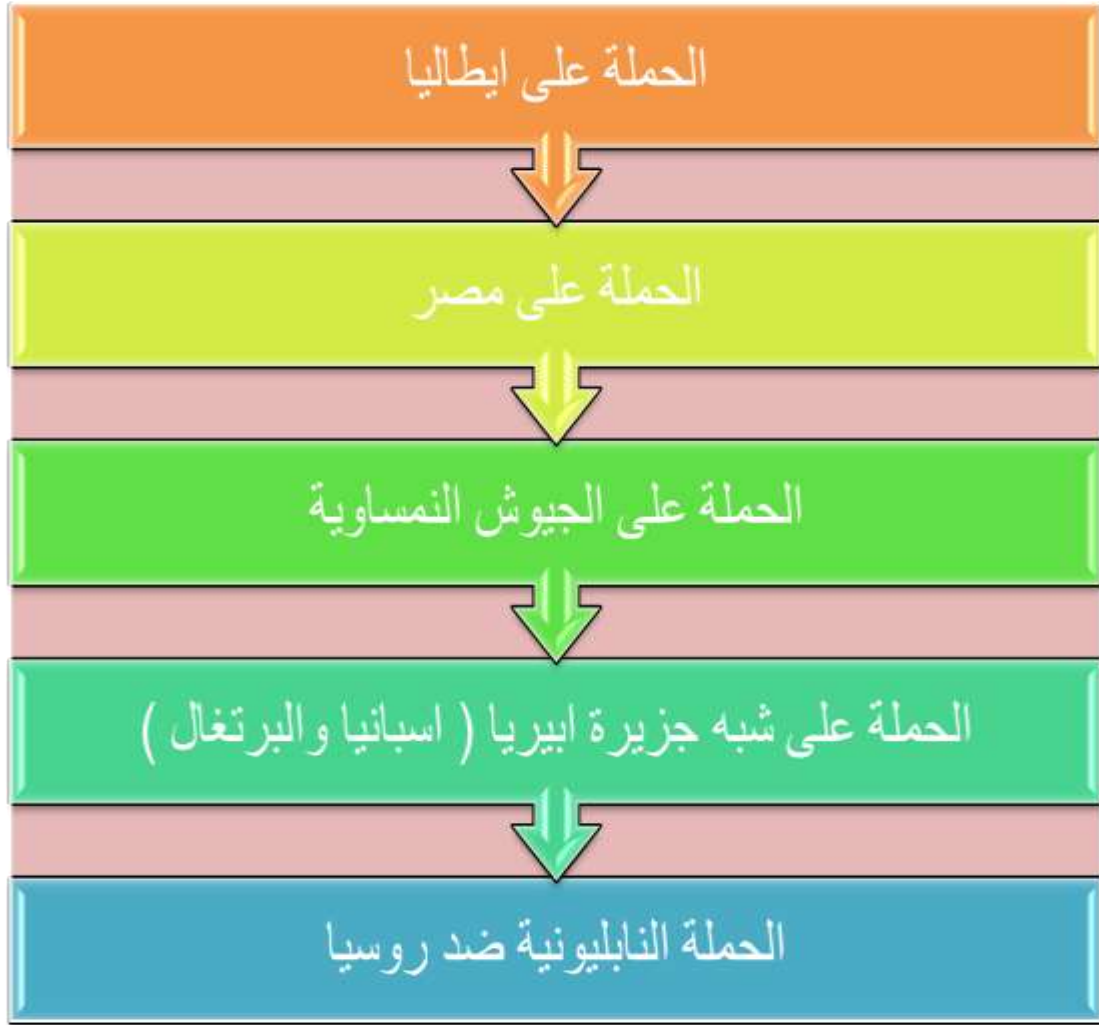 الحملة على ايطاليا
الحملة على مصر
الحملة على الجيوش النمساوية
الحملة على شبه جزيرة ابيريا ( اسبانيا والبرتغال )
الحملة النابليونية ضد روسيا